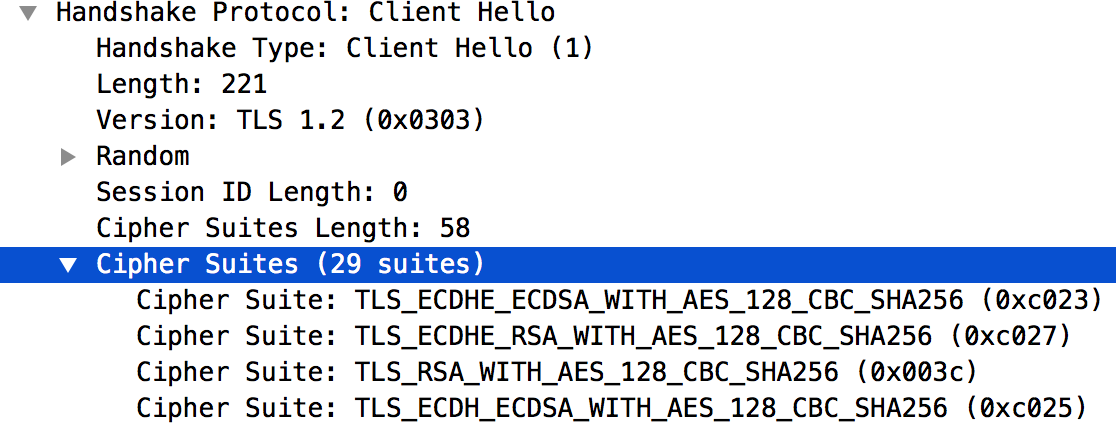 Handshake Protocol: Client Hello
Handshake Type: Client Hello (1)
Length: 221
Version: TLS 1.2 (0x0303)
Random
Session ID Length: 0
Cipher Suites Length: 58
Cipher Suites (29 suites)
Cipher Suite: TLS_ECDHE_ECDSA_WITH_AES_128_CBC_SHA256 (0xc023)
Cipher Suite: TLS_ECDHE_RSA_WITH_AES_128_CBC_SHA256 (0xc027)
Cipher Suite: TLS_RSA_WITH_AES_128_CBC_SHA256 (0x003c)
Cipher Suite: TLS_ECDH_ECDSA_WITH_AES_128_CBC_SHA256 (0xc025)